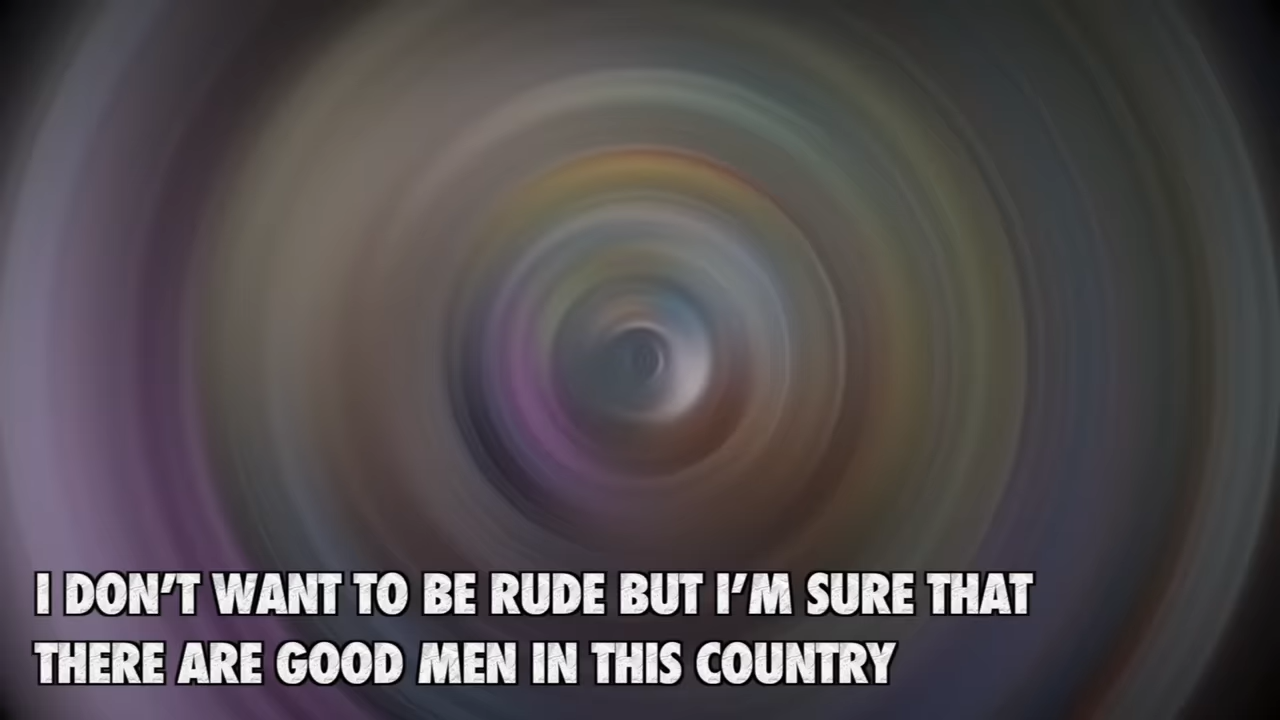 I DON'T WANT TO BE RUDE BUT I'M SURE THAT
THERE ARE GOOD MEN IN THIS COUNTRY